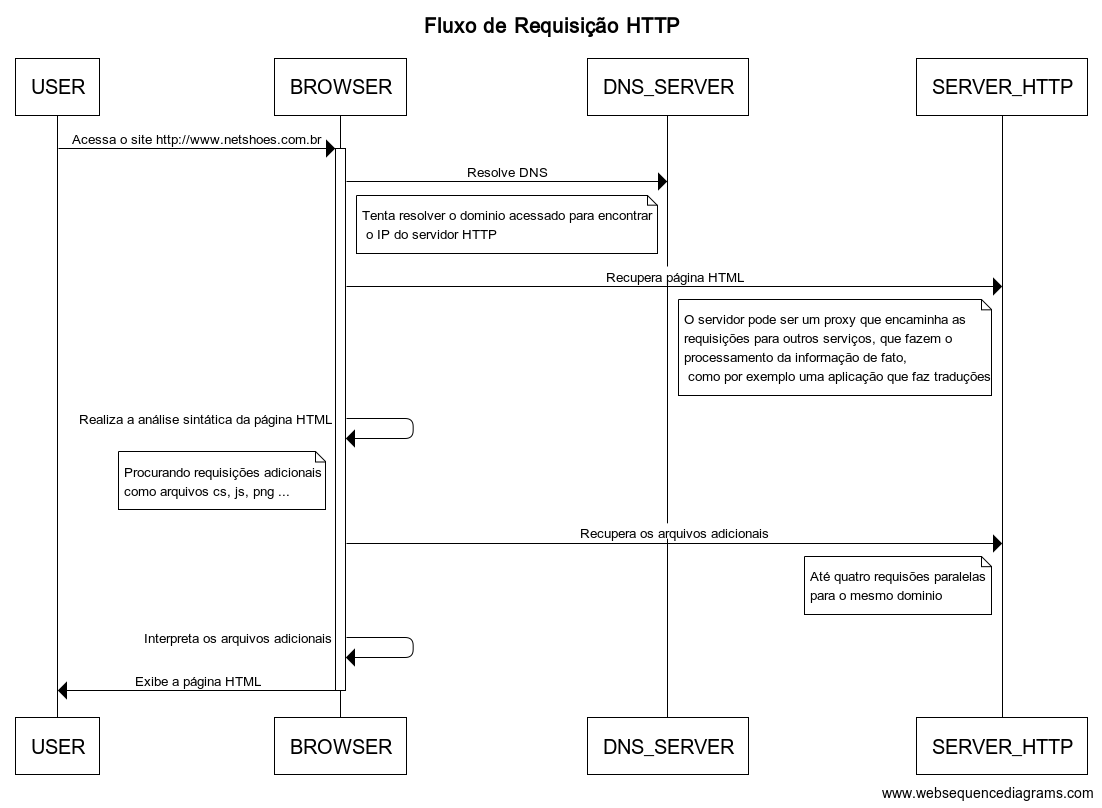 Fluxo de Requisição HTTP
USER
BROWSER
DNS_SERVER
SERVER_HTTP
Acessa o site http://www.netshoes.com.br
Resolve DNS
Tenta resolver o dominio acessado para encontrar
o IP do servidor HTTP
Recupera página HTML
O servidor pode ser um proxy que encaminha as
requisições para outros serviços, que fazem o
processamento da informação de fato,
como por exemplo uma aplicação que faz traduções
Realiza a análise sintática da página HTML
Procurando requisições adicionais
como arquivos cs, js, png ...
Recupera os arquivos adicionais
Até quatro requisões paralelas
para o mesmo dominio
Interpreta os arquivos adicionais
Exibe a página HTML
USER
BROWSER
DNS_SERVER
SERVER_HTTP
www.websequencediagrams.com